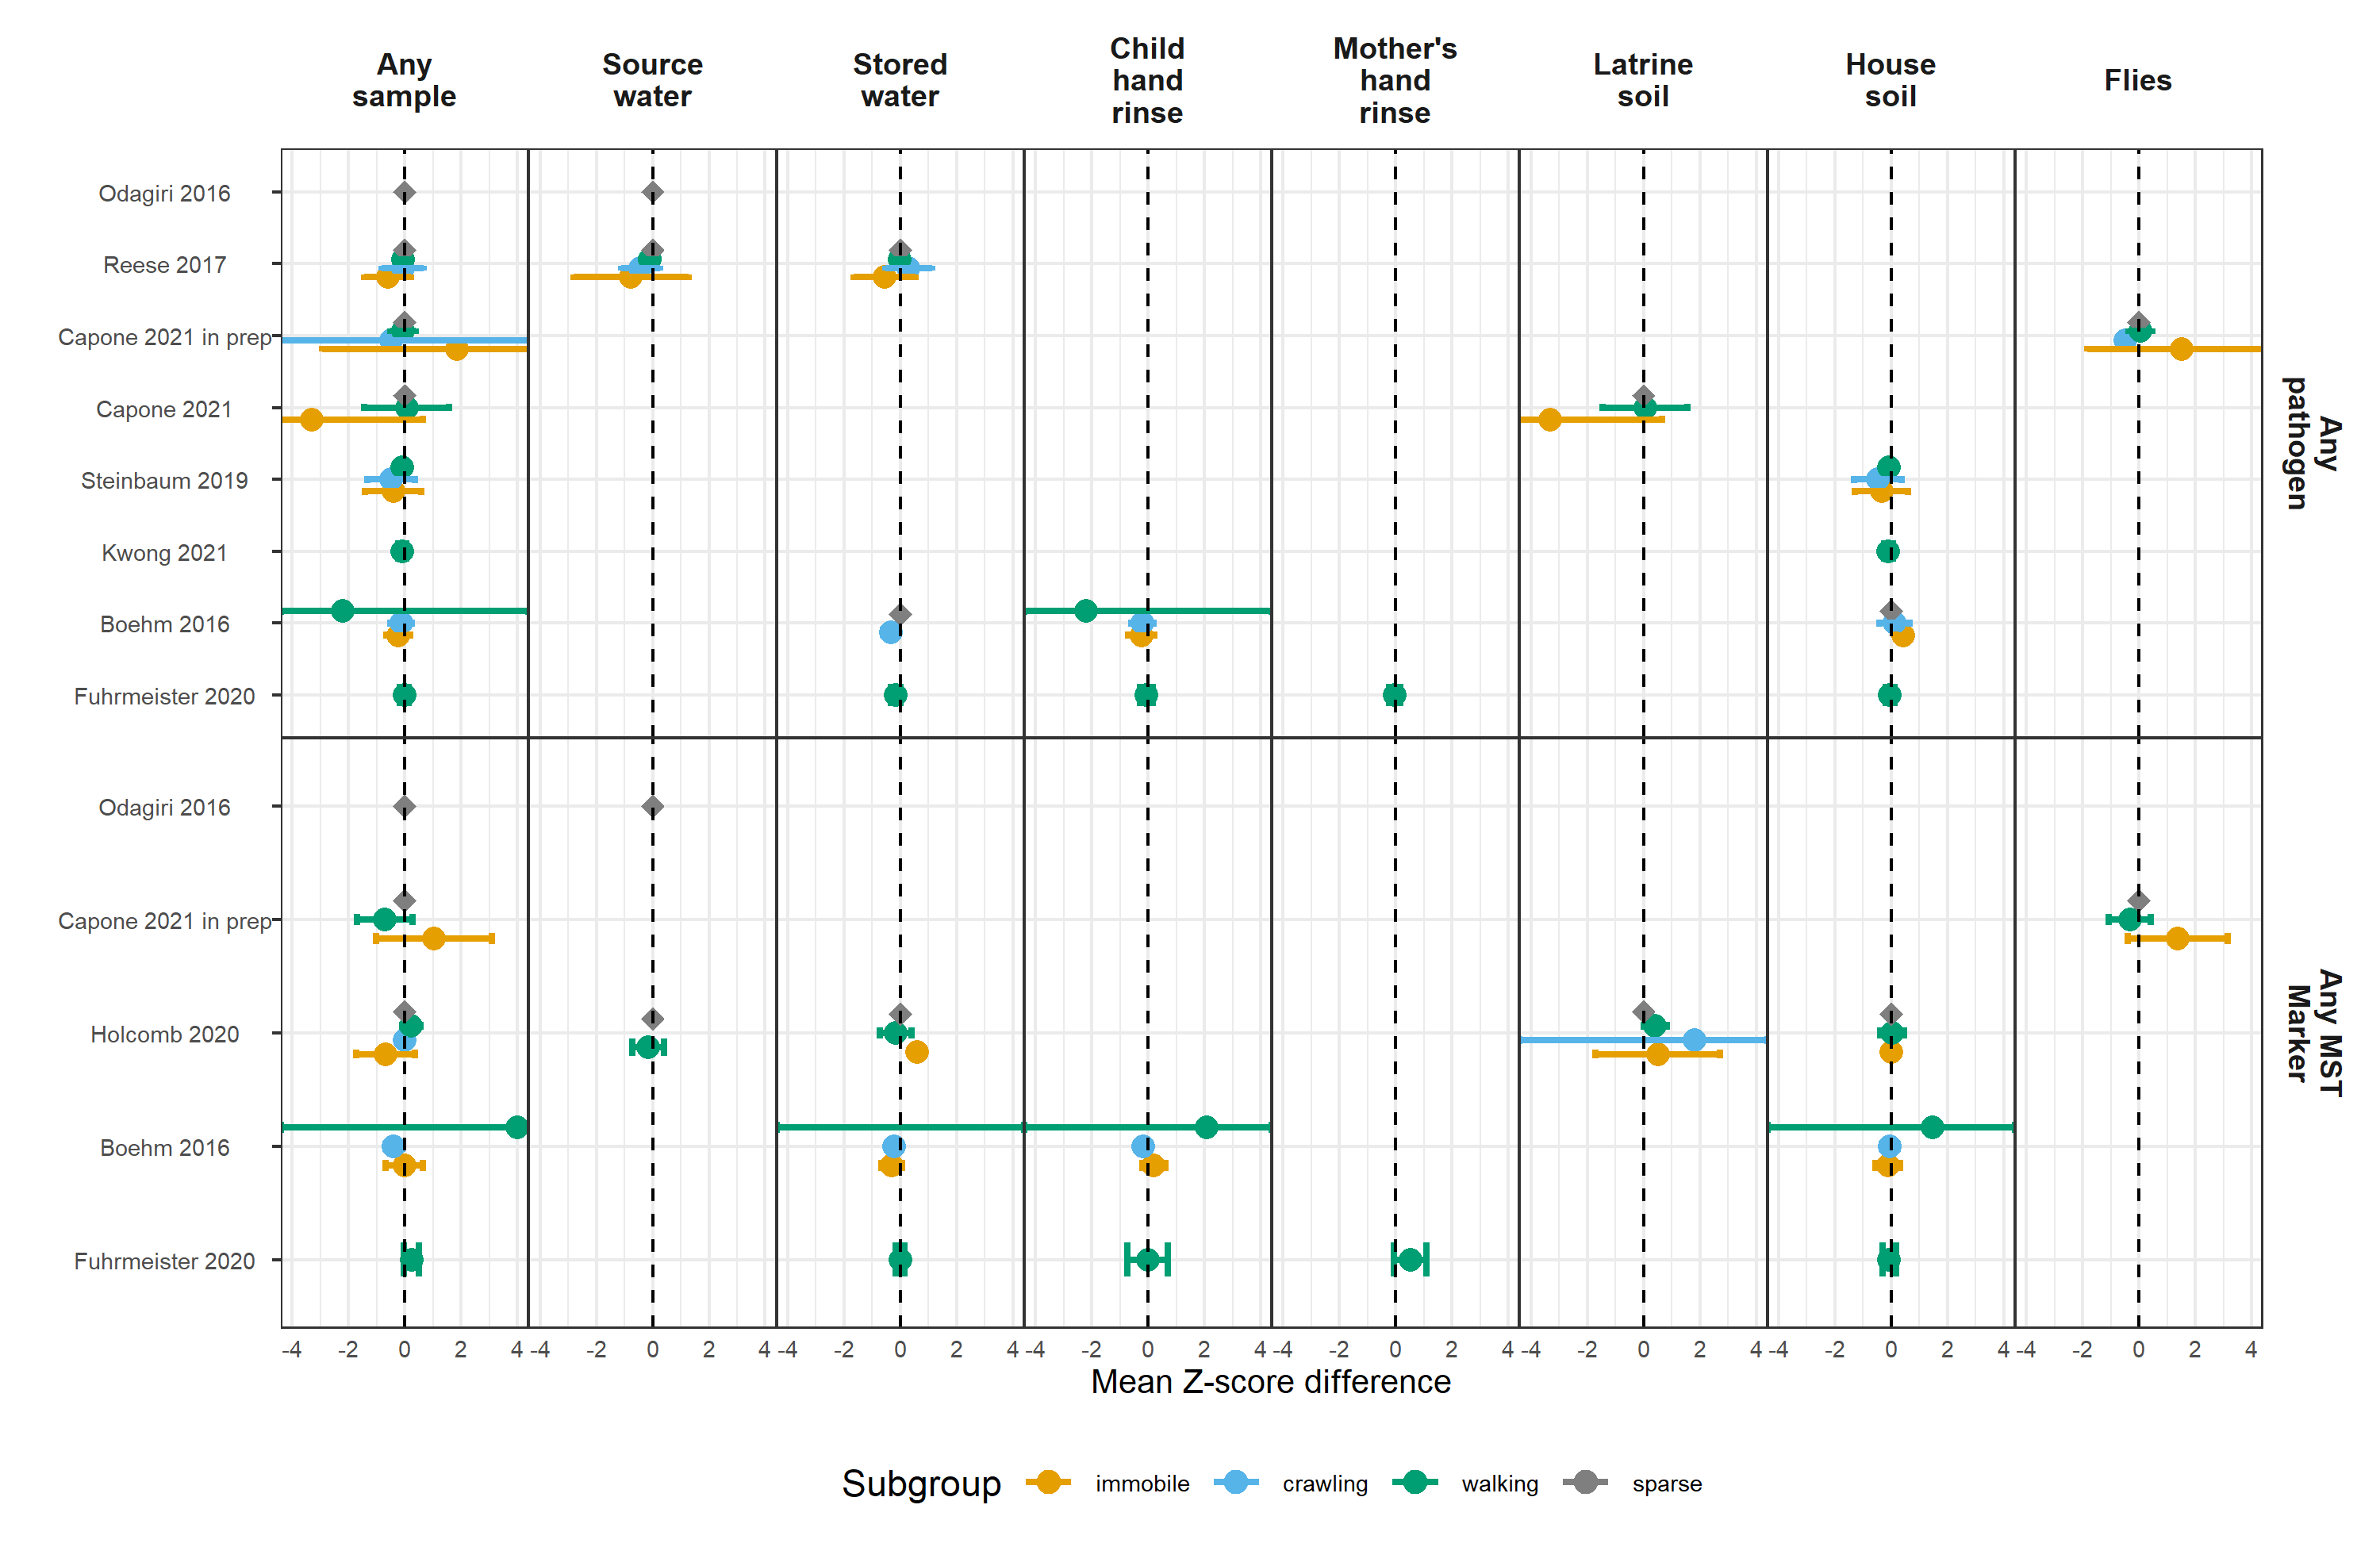 Any
sample
Source
water
Stored
water
Child
hand
rinse
Mother's
hand
rinse
Latrine
soil
House
soil
Flies
Odagiri 2016
Reese 2017
Capone 2021 in prep
Capone 2021
Steinbaum 2019
Kwong 2021
Boehm 2016
Fuhrmeister 2020
Any
pathogen
Odagiri 2016
Capone 2021 in prep
Holcomb 2020
Boehm 2016
Fuhrmeister 2020
Any MST
Marker
-4 -2 0 2 4 -4 -2 0 2 4 -4 -2 0 2 4 -4 -2 0 2 4 -4 -2 0 2 4 -4 -2 0 2 4 -4 -2 0 2 4 -4 -2 0 2 4
Mean Z-score difference
Subgroup immobile crawling walking sparse